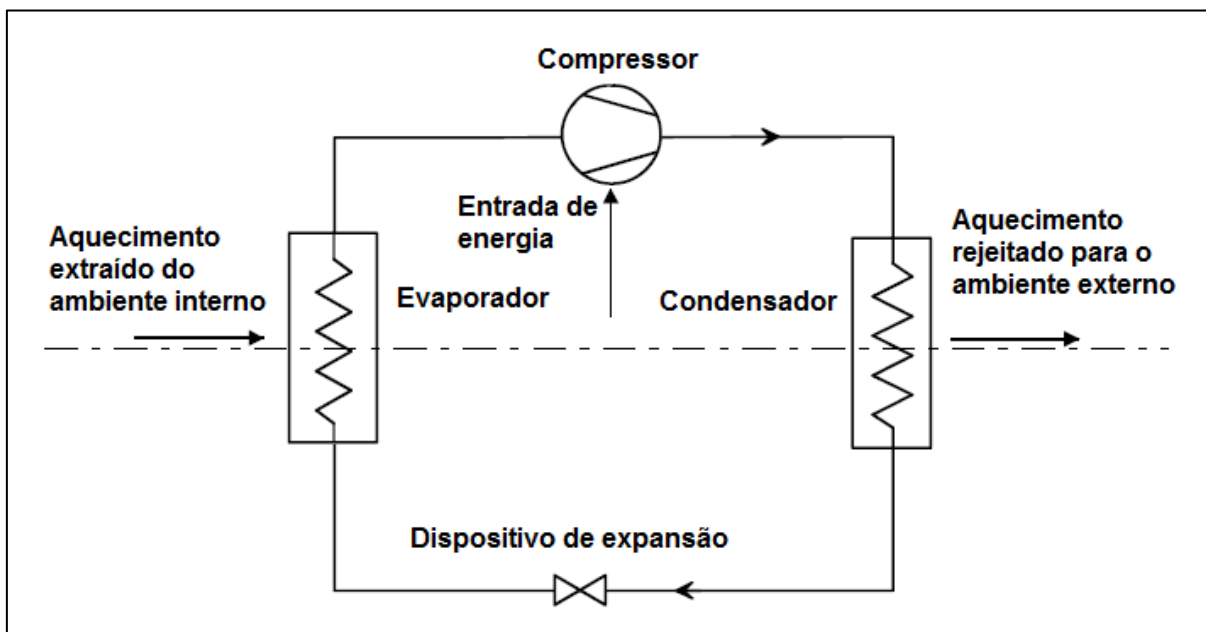 Compressor
Entrada de
energia
Aquecimento
extraído do
ambiente interno
Evaporador
Condensador
Aquecimento
rejeitado para o
ambiente externo
Dispositivo de expansão